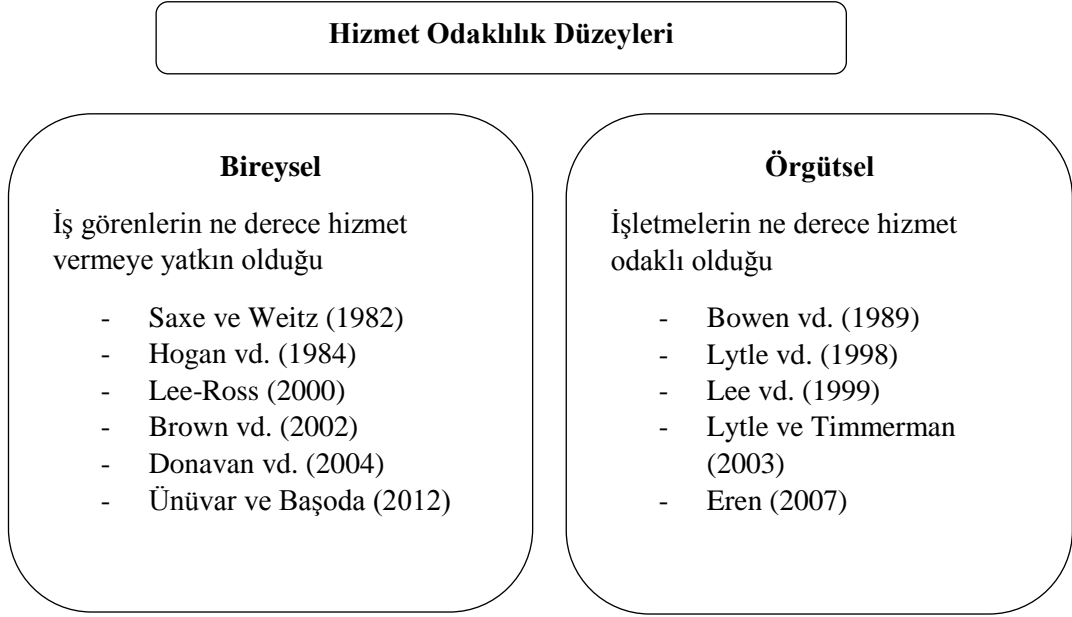 Hizmet Odaklılık Düzeyleri
Bireysel
İş görenlerin ne derece hizmet
vermeye yatkın olduğu
- Saxe ve Weitz (1982)
- Hogan vd. (1984)
- Lee-Ross (2000)
- Brown vd. (2002)
- Donavan vd. (2004)
- Ünüvar ve Başoda (2012)
Örgütsel
İşletmelerin ne derece hizmet
odaklı olduğu
- Bowen vd. (1989)
- Lytle vd. (1998)
- Lee vd. (1999)
- Lytle ve Timmerman
(2003)
- Eren (2007)